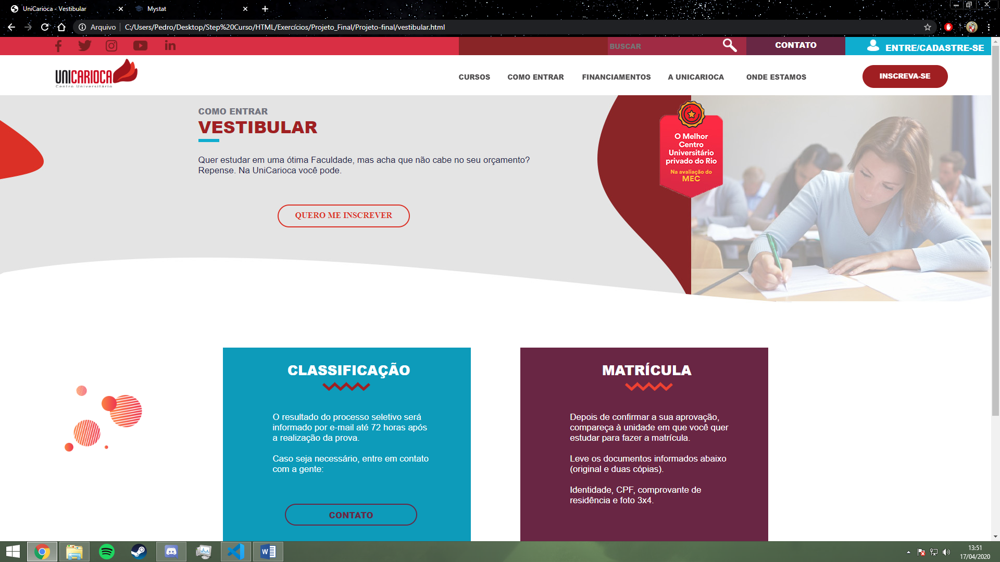 UniCarioca - Vestibular
Mystat
Arquivo
C:/Users/Pedro/Desktop/Step%20Curso/HTML/Exercícios/Projeto_Final/Projeto-final/vestibular.html
BUSCAR
CONTATO
ENTRE/CADASTRE-SE
UNICARIOCA
Centro Universitário
CURSOS
COMO ENTRAR
FINANCIAMENTOS
A UNICARIOCA
ONDE ESTAMOS
INSCREVA-SE
COMO ENTRAR
VESTIBULAR
Quer estudar em uma ótima Faculdade, mas acha que não cabe no seu orçamento?
Repense. Na UniCarioca você pode.
QUERO ME INSCREVER
O Melhor
Centro
Universitário
privado do Rio
Na avaliação do
MEC
CLASSIFICAÇÃO
O resultado do processo seletivo será
informado por e-mail até 72 horas após
a realização da prova.
Caso seja necessário, entre em contato
com a gente:
CONTATO
MATRÍCULA
Depois de confirmar a sua aprovação,
compareça à unidade em que você quer
estudar para fazer a matrícula.
Leve os documentos informados abaixo
(original e duas cópias).
Identidade, CPF, comprovante de
residência e foto 3x4.
13:51
17/04/2020